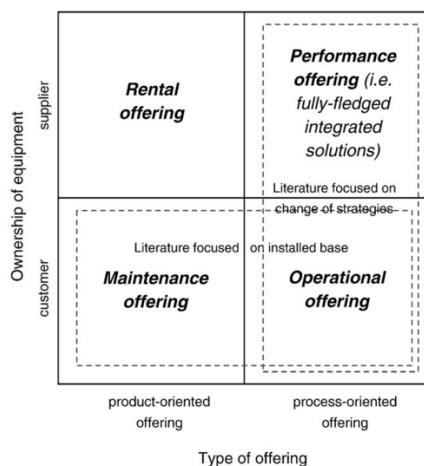 Ownership of equipment
supplier
customer
Rental
offering
Performance
offering (i.e.
fully-fledged
integrated
solutions)
Literature focused on
change of strategies
Literature focused on installed base
Maintenance
offering
Operational
offering
product-oriented
offering
process-oriented
offering
Type of offering